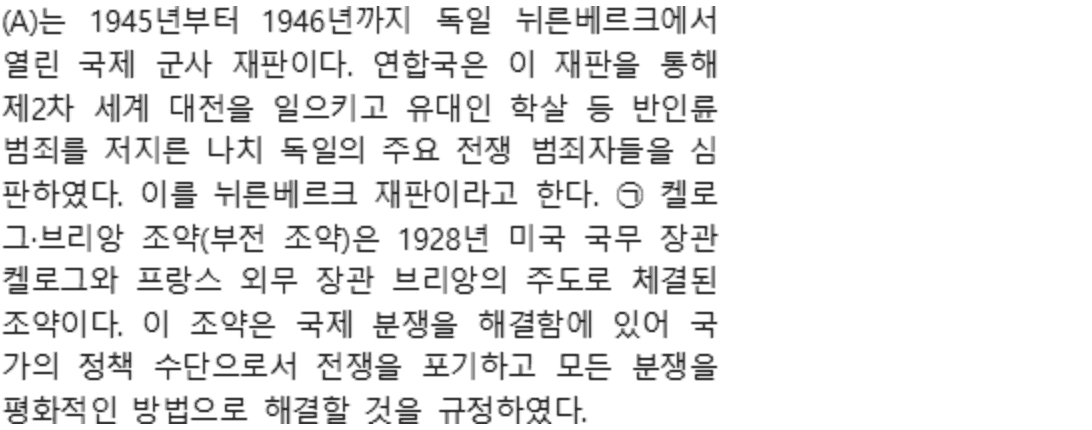 (A)는 1945년부터 1946년까지 독일 뉘른베르크에서
열린 국제 군사 재판이다. 연합국은 이 재판을 통해
제2차 세계 대전을 일으키고 유대인 학살 등 반인륜
범죄를 저지른 나치 독일의 주요 전쟁 범죄자들을 심
판하였다. 이를 뉘른베르크 재판이라고 한다. ㉠ 켈로
그·브리앙 조약(부전 조약)은 1928년 미국 국무 장관
켈로그와 프랑스 외무 장관 브리앙의 주도로 체결된
조약이다. 이 조약은 국제 분쟁을 해결함에 있어 국
가의 정책 수단으로서 전쟁을 포기하고 모든 분쟁을
평화적인 방법으로 해결할 것을 규정하였다.